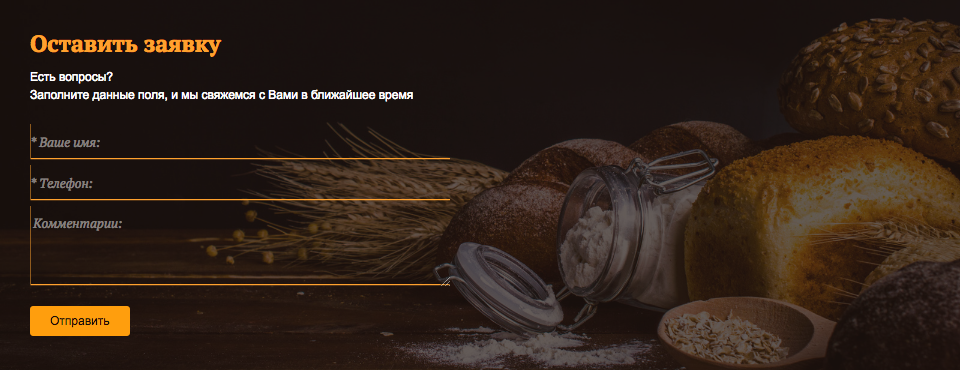 Оставить заявку
Есть вопросы?
Заполните данные поля, и мы свяжемся с Вами в ближайшее время
* Ваше имя:
* Телефон:
Комментарии:
Отправить